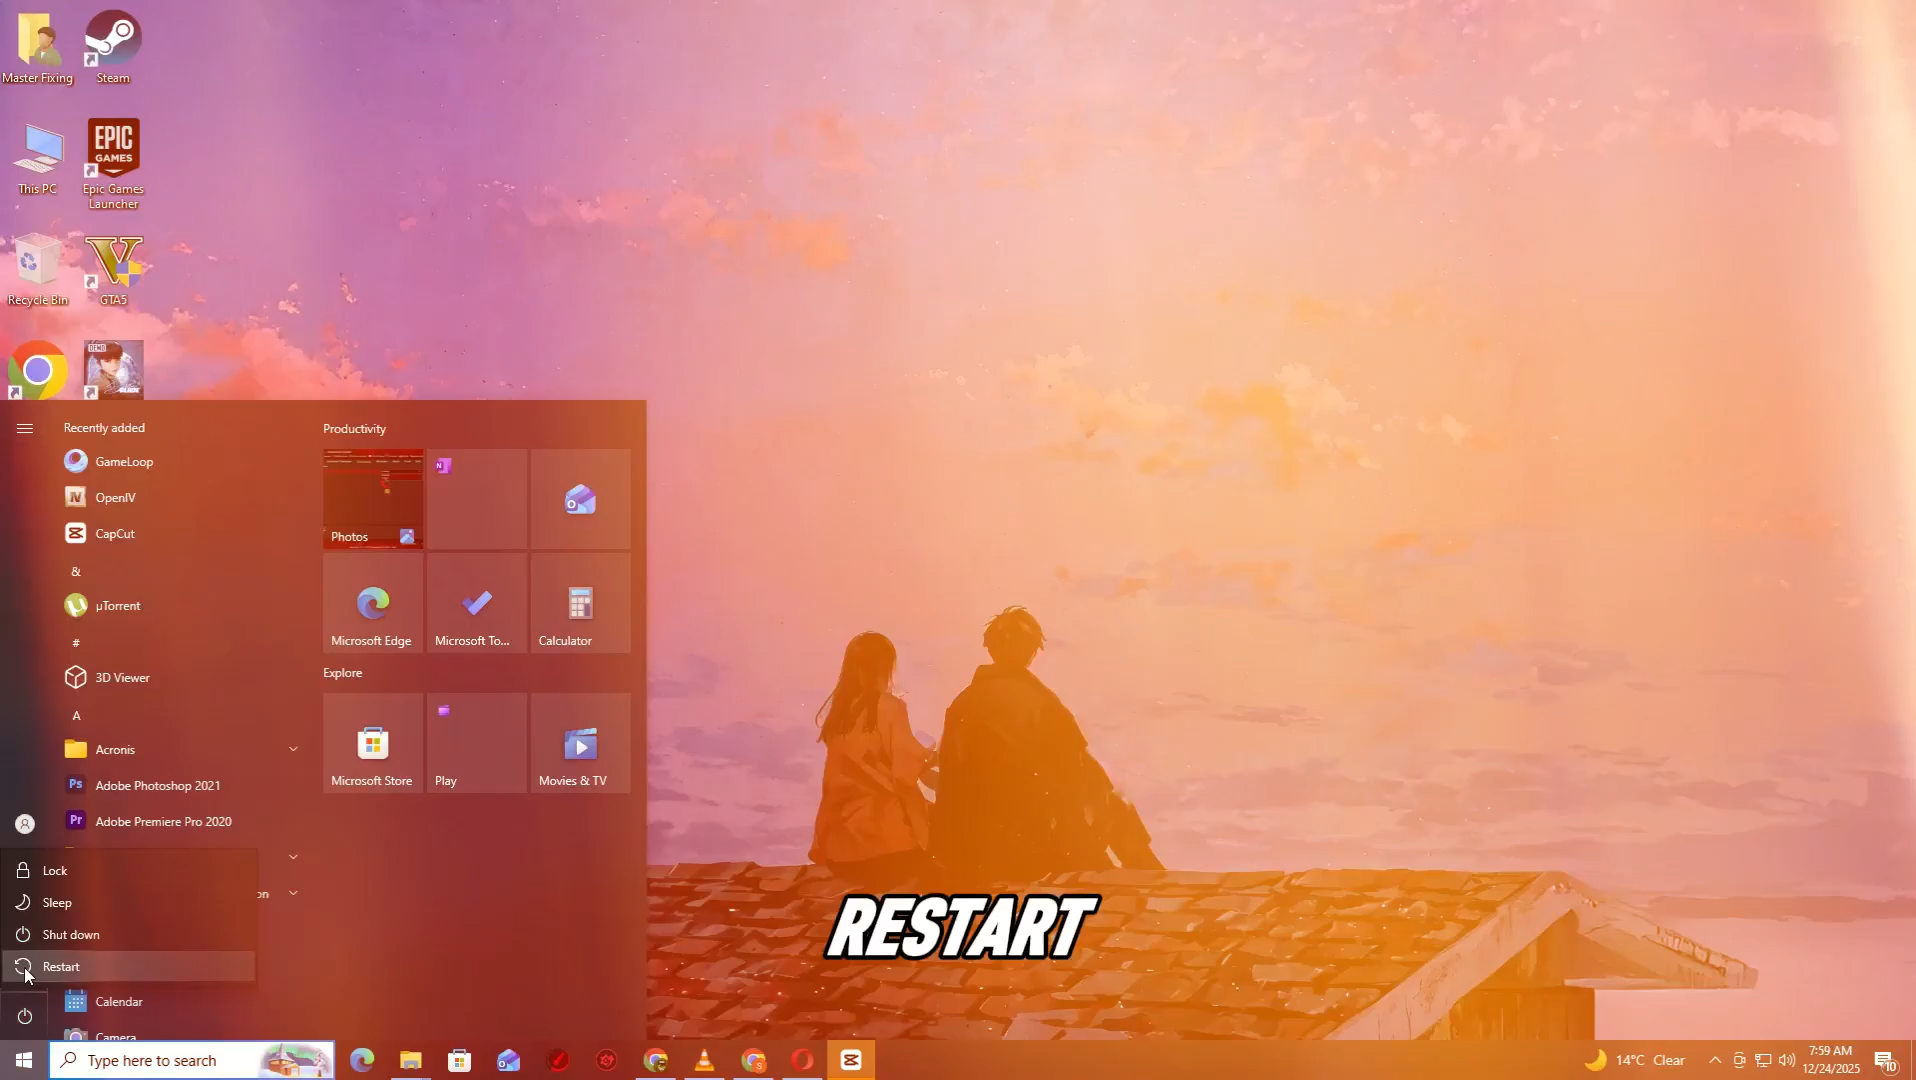 Master Fixing
Steam
This PC
EPIC
GAMES
Epic Games
Launcher
Recycle Bin
GTA5
DEMO
Recently added
GameLoop
OpenIV
CapCut
&
µTorrent
#
3D Viewer
A
Acronis
Adobe Photoshop 2021
Adobe Premiere Pro 2020
on
Calendar
Camera
Productivity
Photos
Microsoft Edge
Microsoft To...
Calculator
Explore
Microsoft Store
Play
Movies & TV
Lock
Sleep
Shut down
Restart
RESTART
Type here to search
14°C Clear
7:59 AM
12/24/2025
10